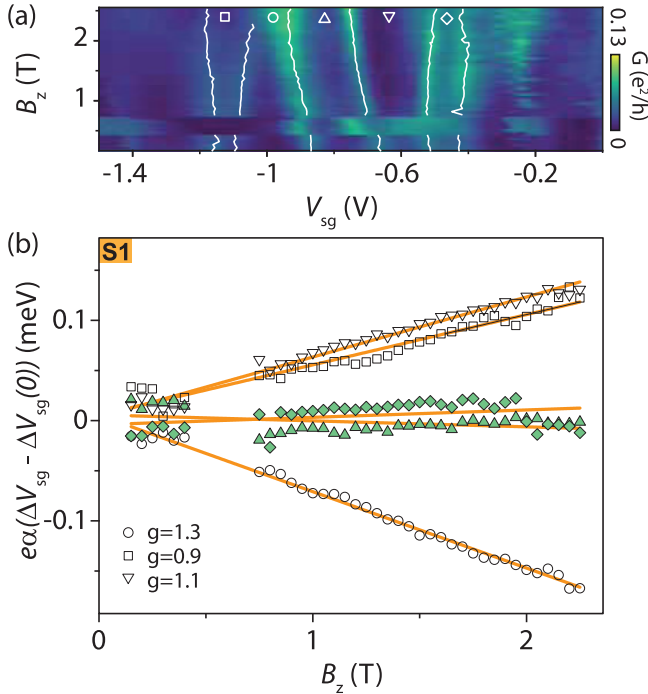 (a)
B_z (T)
2
1
0.13
G (e²/h)
0
-1.4
-1
-0.6
-0.2
V_sg (V)
(b)
S1
eα(ΔV_sg - ΔV_sg(0)) (meV)
0.1
0
-0.1
g=1.3
g=0.9
g=1.1
0
1
2
B_z (T)